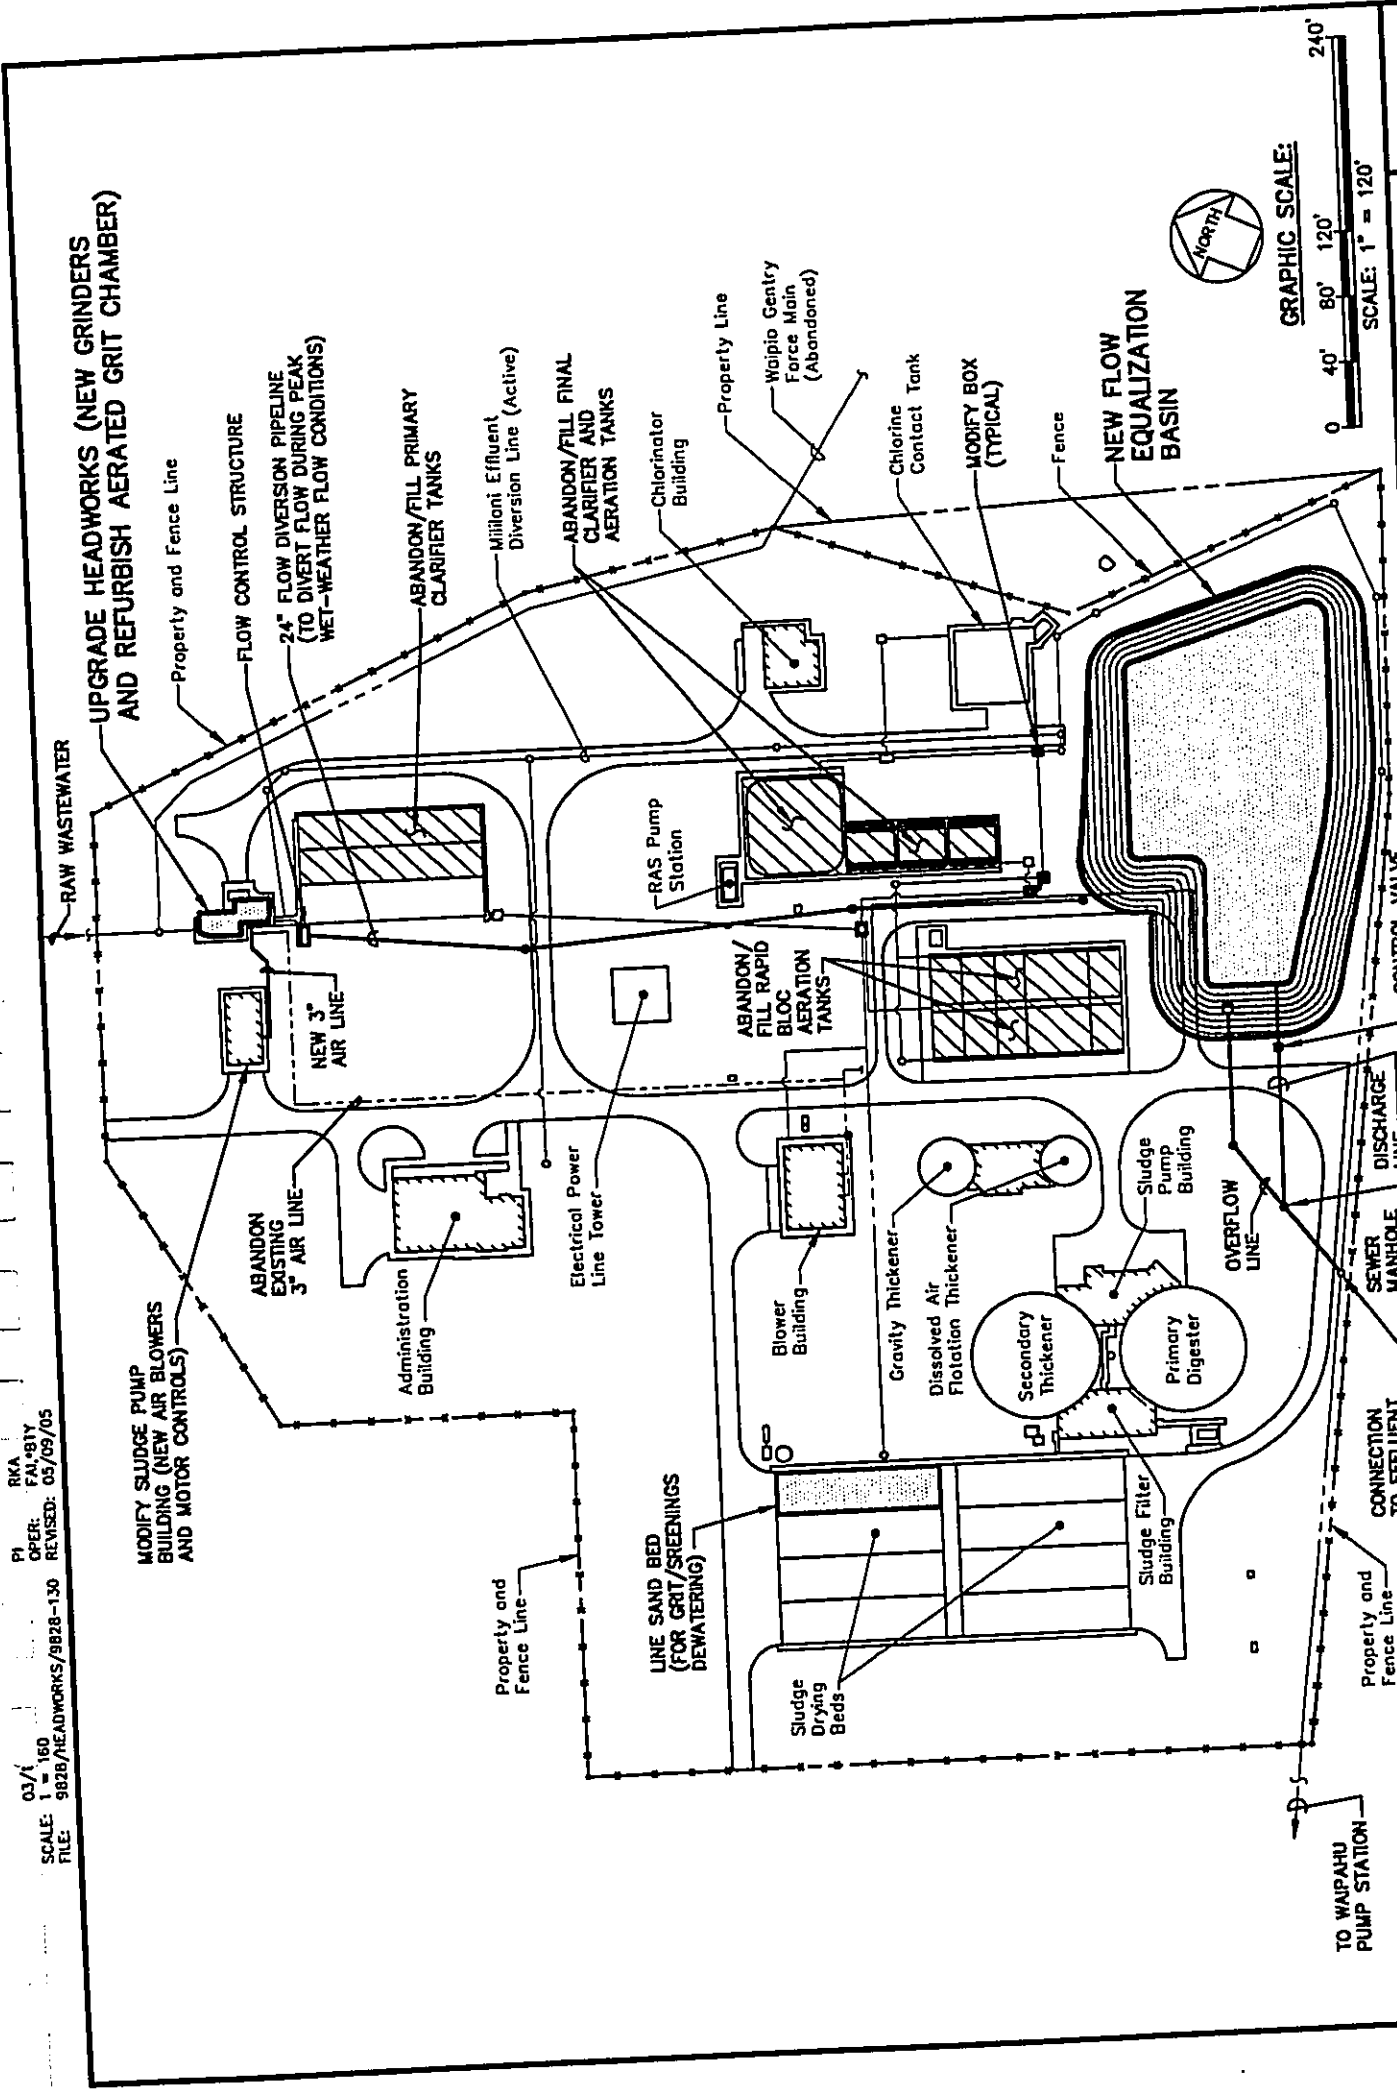 SCALE: 1 = 160
FILE: 9828/HEADWORKS/9828-130
RKA
OPER:
REVISED: 05/09/05
RAW WASTEWATER
UPGRADE HEADWORKS (NEW GRINDERS
AND REFURBISH AERATED GRIT CHAMBER)
Property and Fence Line
FLOW CONTROL STRUCTURE
24" FLOW DIVERSION PIPELINE
(TO DIVERT FLOW DURING PEAK
WET-WEATHER FLOW CONDITIONS)
ABANDON/FILL PRIMARY
CLARIFIER TANKS
Mililani Effluent
Diversion Line (Active)
ABANDON/FILL FINAL
CLARIFIER AND
AERATION TANKS
Chlorinator
Building
Property Line
Waipio Gentry
Force Main
(Abandoned)
Chlorine
Contact Tank
MODIFY BOX
(TYPICAL)
Fence
NEW FLOW
EQUALIZATION
BASIN
NORTH
GRAPHIC SCALE:
0 40' 80' 120' 240'
SCALE: 1" = 120'
MODIFY SLUDGE PUMP
BUILDING (NEW AIR BLOWERS
AND MOTOR CONTROLS)
NEW 3"
AIR LINE
ABANDON
EXISTING
3" AIR LINE
Administration
Building
Electrical Power
Line Tower
RAS Pump
Station
ABANDON/
FILL RAPID
BLOC
AERATION
TANKS
Blower
Building
Gravity Thickener
Dissolved Air
Flotation Thickener
Secondary
Thickener
Primary
Digester
Sludge
Pump
Building
OVERFLOW
LINE
Property and
Fence Line
LINE SAND BED
(FOR GRIT/SREENINGS
DEWATERING)
Sludge
Drying
Beds
Sludge Filter
Building
CONTROL VALVE
DISCHARGE
SEWER
MANHOLE
CONNECTION
TO EFFLUENT
Property and
Fence Line
TO WAIPAHU
PUMP STATION